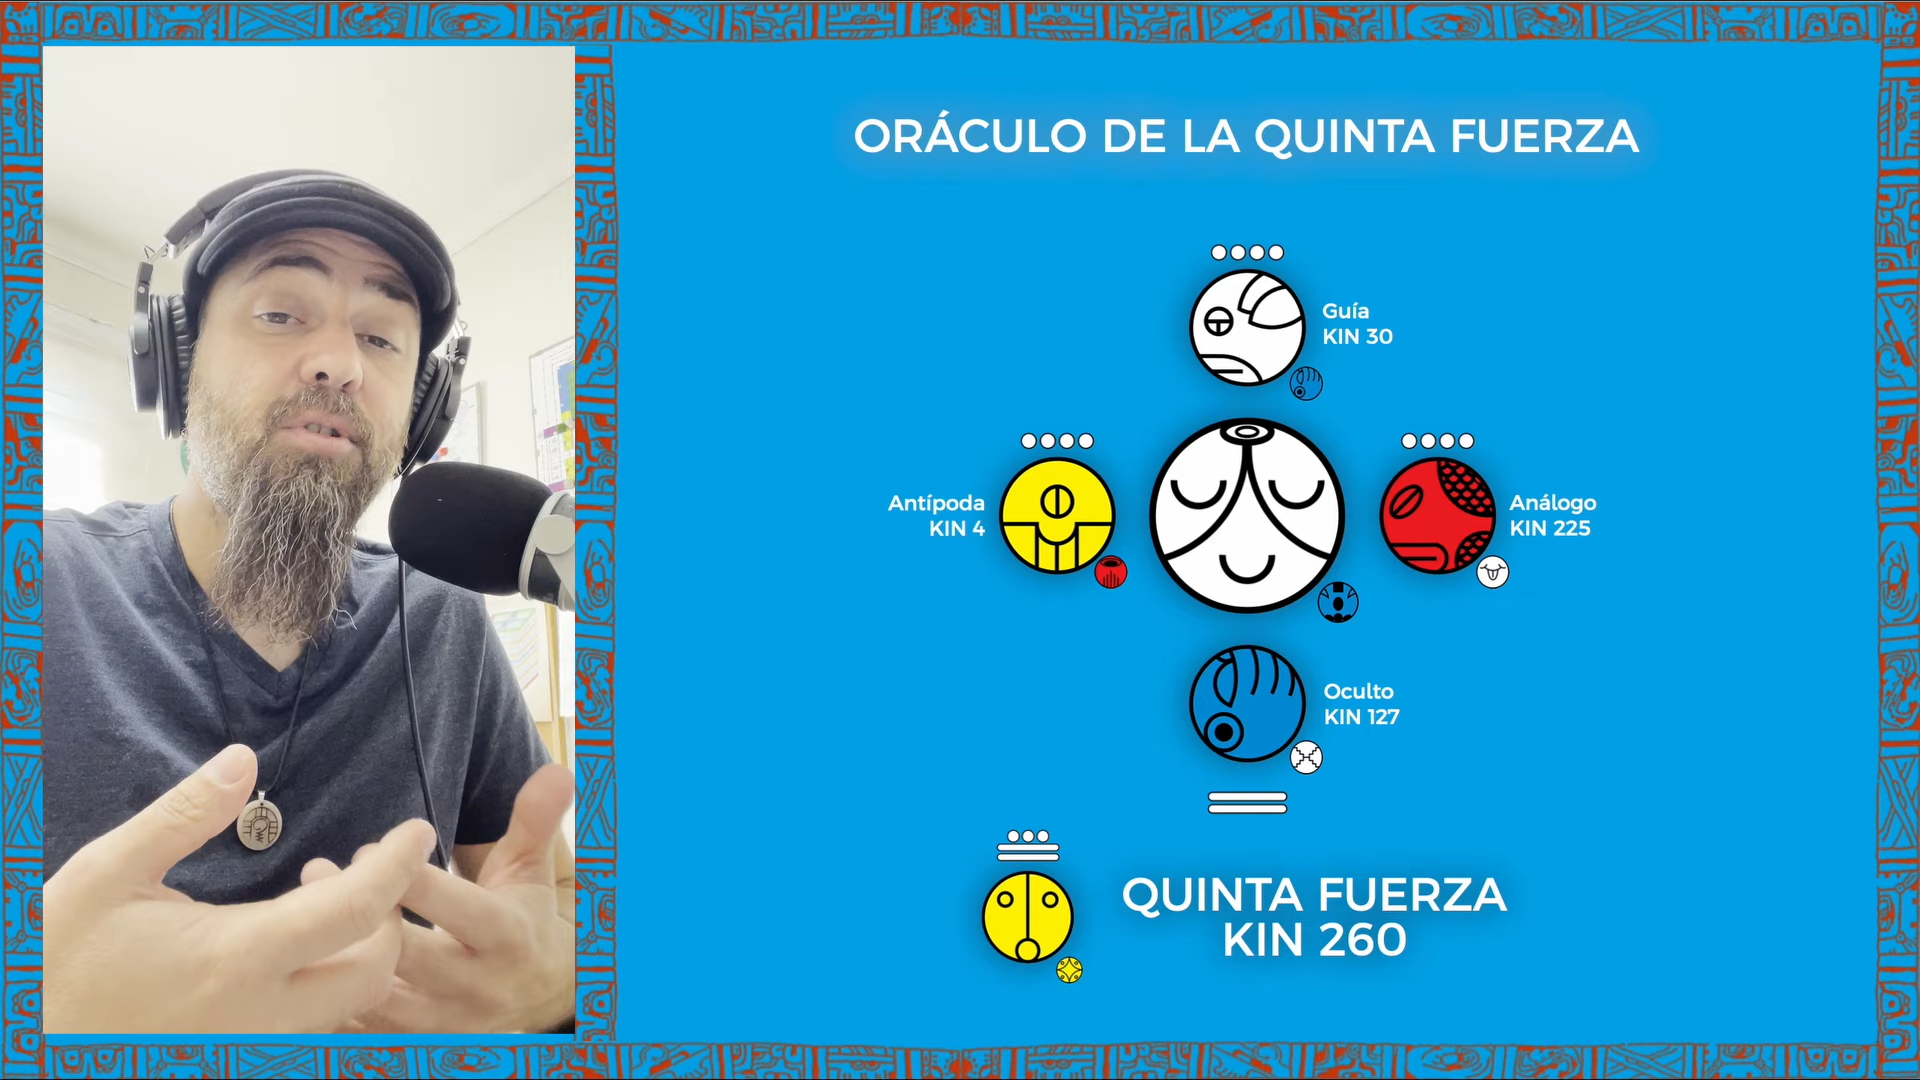 ORÁCULO DE LA QUINTA FUERZA
Guía
KIN 30
Antípoda
KIN 4
Análogo
KIN 225
Oculto
KIN 127
QUINTA FUERZA
KIN 260